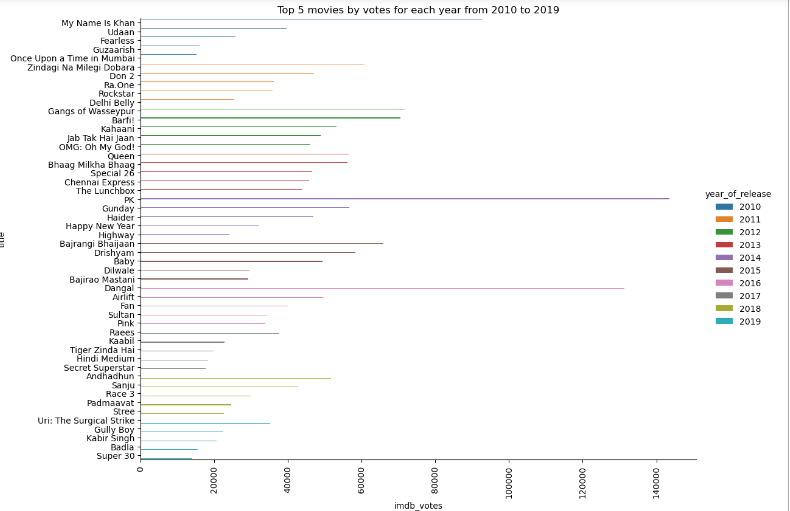 Top 5 movies by votes for each year from 2010 to 2019
My Name Is Khan
Udaan
Fearless
Guzaarish
Once Upon a Time in Mumbai
Zindagi Na Milegi Dobara
Don 2
Ra.One
Rockstar
Delhi Belly
Gangs of Wasseypur
Barfi!
Kahaani
Jab Tak Hai Jaan
OMG: Oh My God!
Queen
Bhaag Milkha Bhaag
Special 26
Chennai Express
The Lunchbox
PK
Gunday
Haider
Happy New Year
Highway
Bajrangi Bhaijaan
Drishyam
Baby
Dilwale
Bajirao Mastani
Dangal
Airlift
Fan
Sultan
Pink
Raees
Kaabil
Tiger Zinda Hai
Hindi Medium
Secret Superstar
Andhadhun
Sanju
Race 3
Padmaavat
Stree
Uri: The Surgical Strike
Gully Boy
Kabir Singh
Badla
Super 30
title
0
20000
40000
60000
80000
100000
120000
140000
imdb_votes
year_of_release
2010
2011
2012
2013
2014
2015
2016
2017
2018
2019